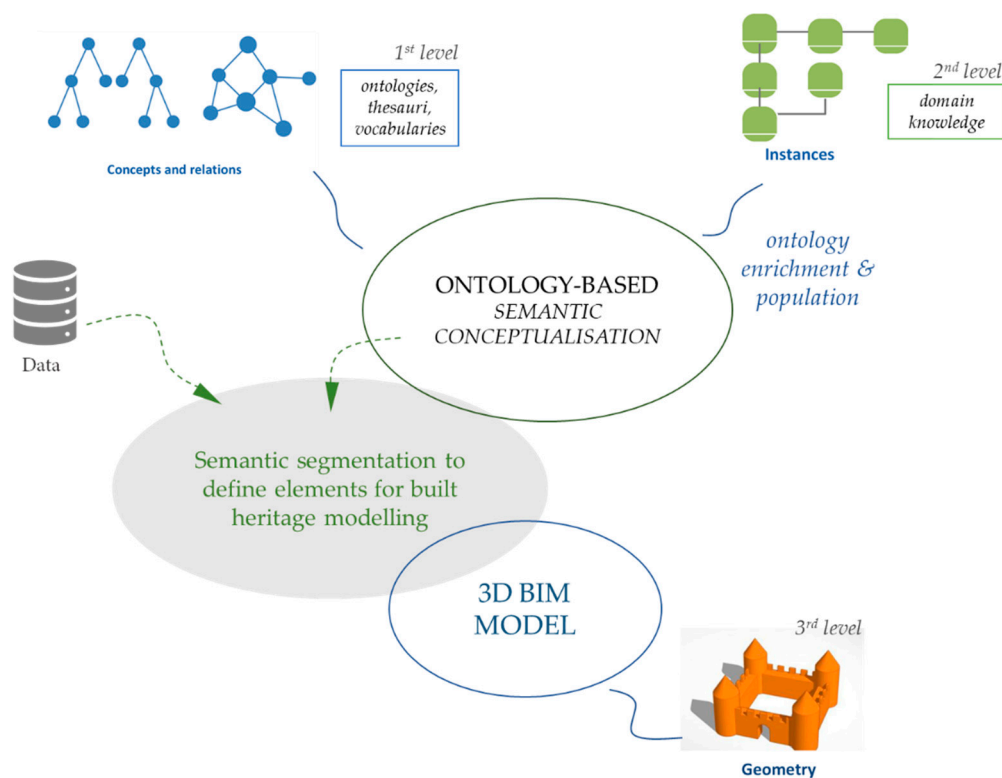 1st level
ontologies,
thesauri,
vocabularies
Concepts and relations
2nd level
domain
knowledge
Instances
ontology
enrichment &
population
ONTOLOGY-BASED
SEMANTIC
CONCEPTUALISATION
Data
Semantic segmentation to
define elements for built
heritage modelling
3D BIM
MODEL
3rd level
Geometry